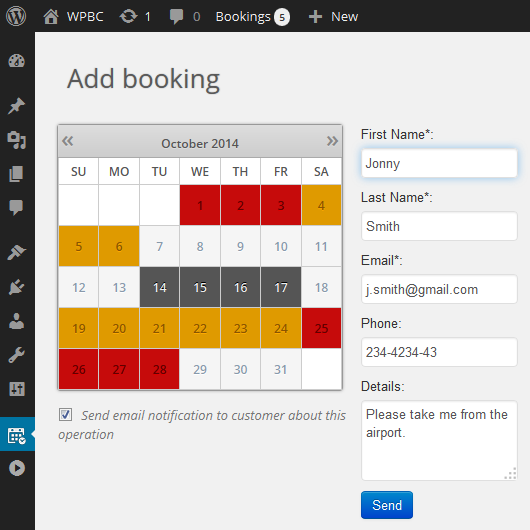 WPBC 1 0 Bookings 5 + New
Add booking
« October 2014 »
SU MO TU WE TH FR SA
1 2 3 4
5 6 7 8 9 10 11
12 13 14 15 16 17 18
19 20 21 22 23 24 25
26 27 28 29 30 31
Send email notification to customer about this
operation
First Name*:
Jonny
Last Name*:
Smith
Email*:
j.smith@gmail.com
Phone:
234-4234-43
Details:
Please take me from the
airport.
Send